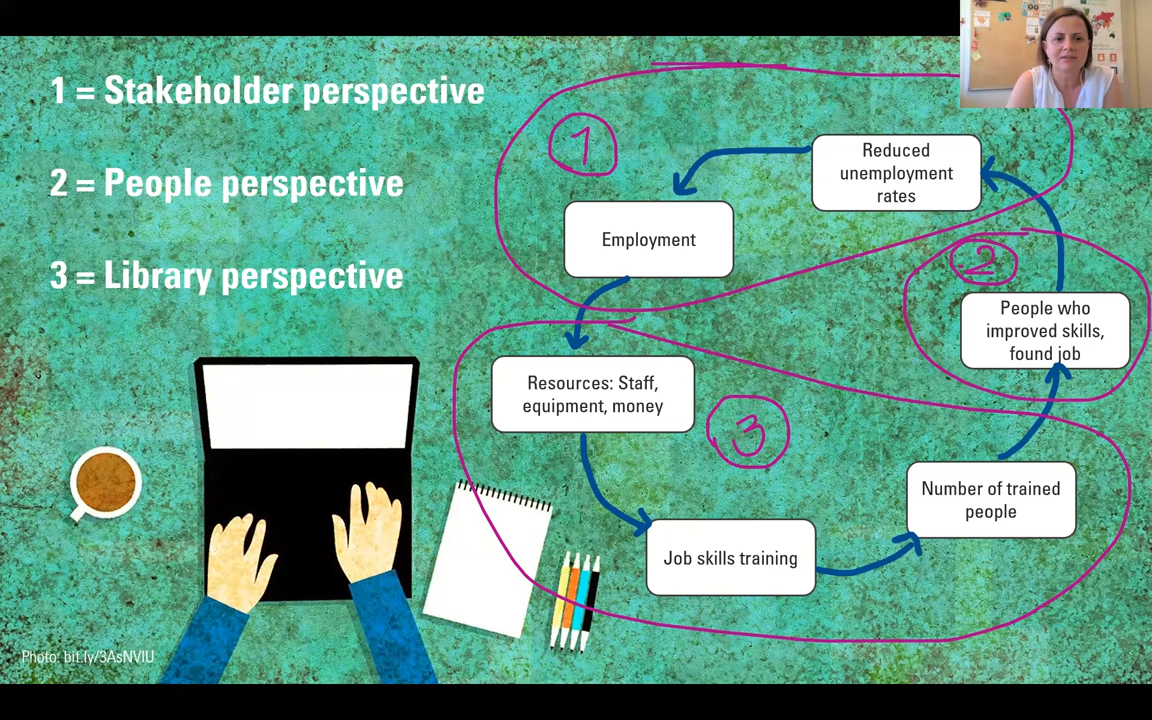 1 = Stakeholder perspective
2 = People perspective
3 = Library perspective
1
Reduced
unemployment
rates
Employment
2
People who
improved skills,
found job
Resources: Staff,
equipment, money
3
Number of trained
people
Job skills training
Photo: bit.ly/3AsNVIU